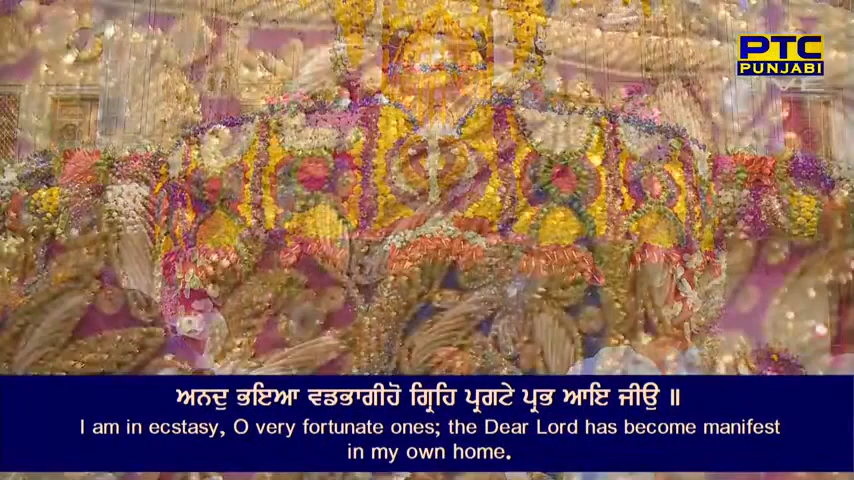 PTC
PUNJABI
ਅਨਦੁ ਭਇਆ ਵਡਭਾਗੀਹੋ ਗ੍ਰਿਹਿ ਪ੍ਰਗਟੇ ਪ੍ਰਭ ਆਇ ਜੀਉ ॥
I am in ecstasy, O very fortunate ones; the Dear Lord has become manifest
in my own home.